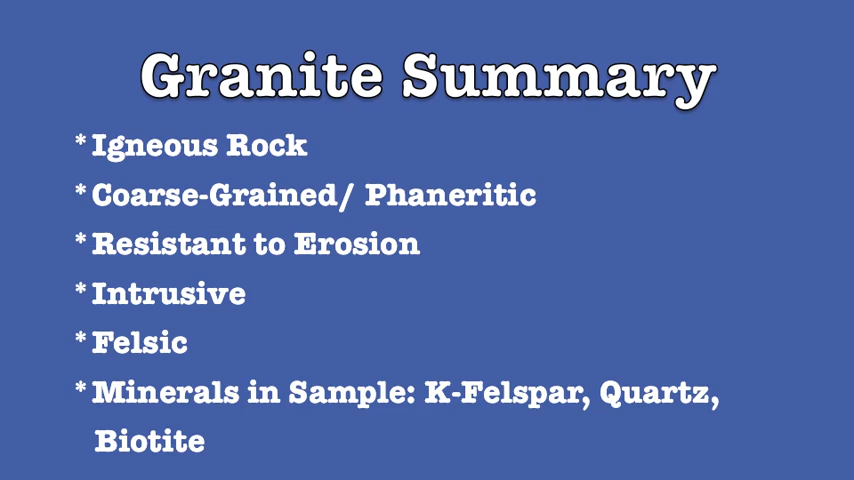 Granite Summary
*Igneous Rock
*Coarse-Grained/ Phaneritic
*Resistant to Erosion
*Intrusive
*Felsic
*Minerals in Sample: K-Felspar, Quartz,
Biotite